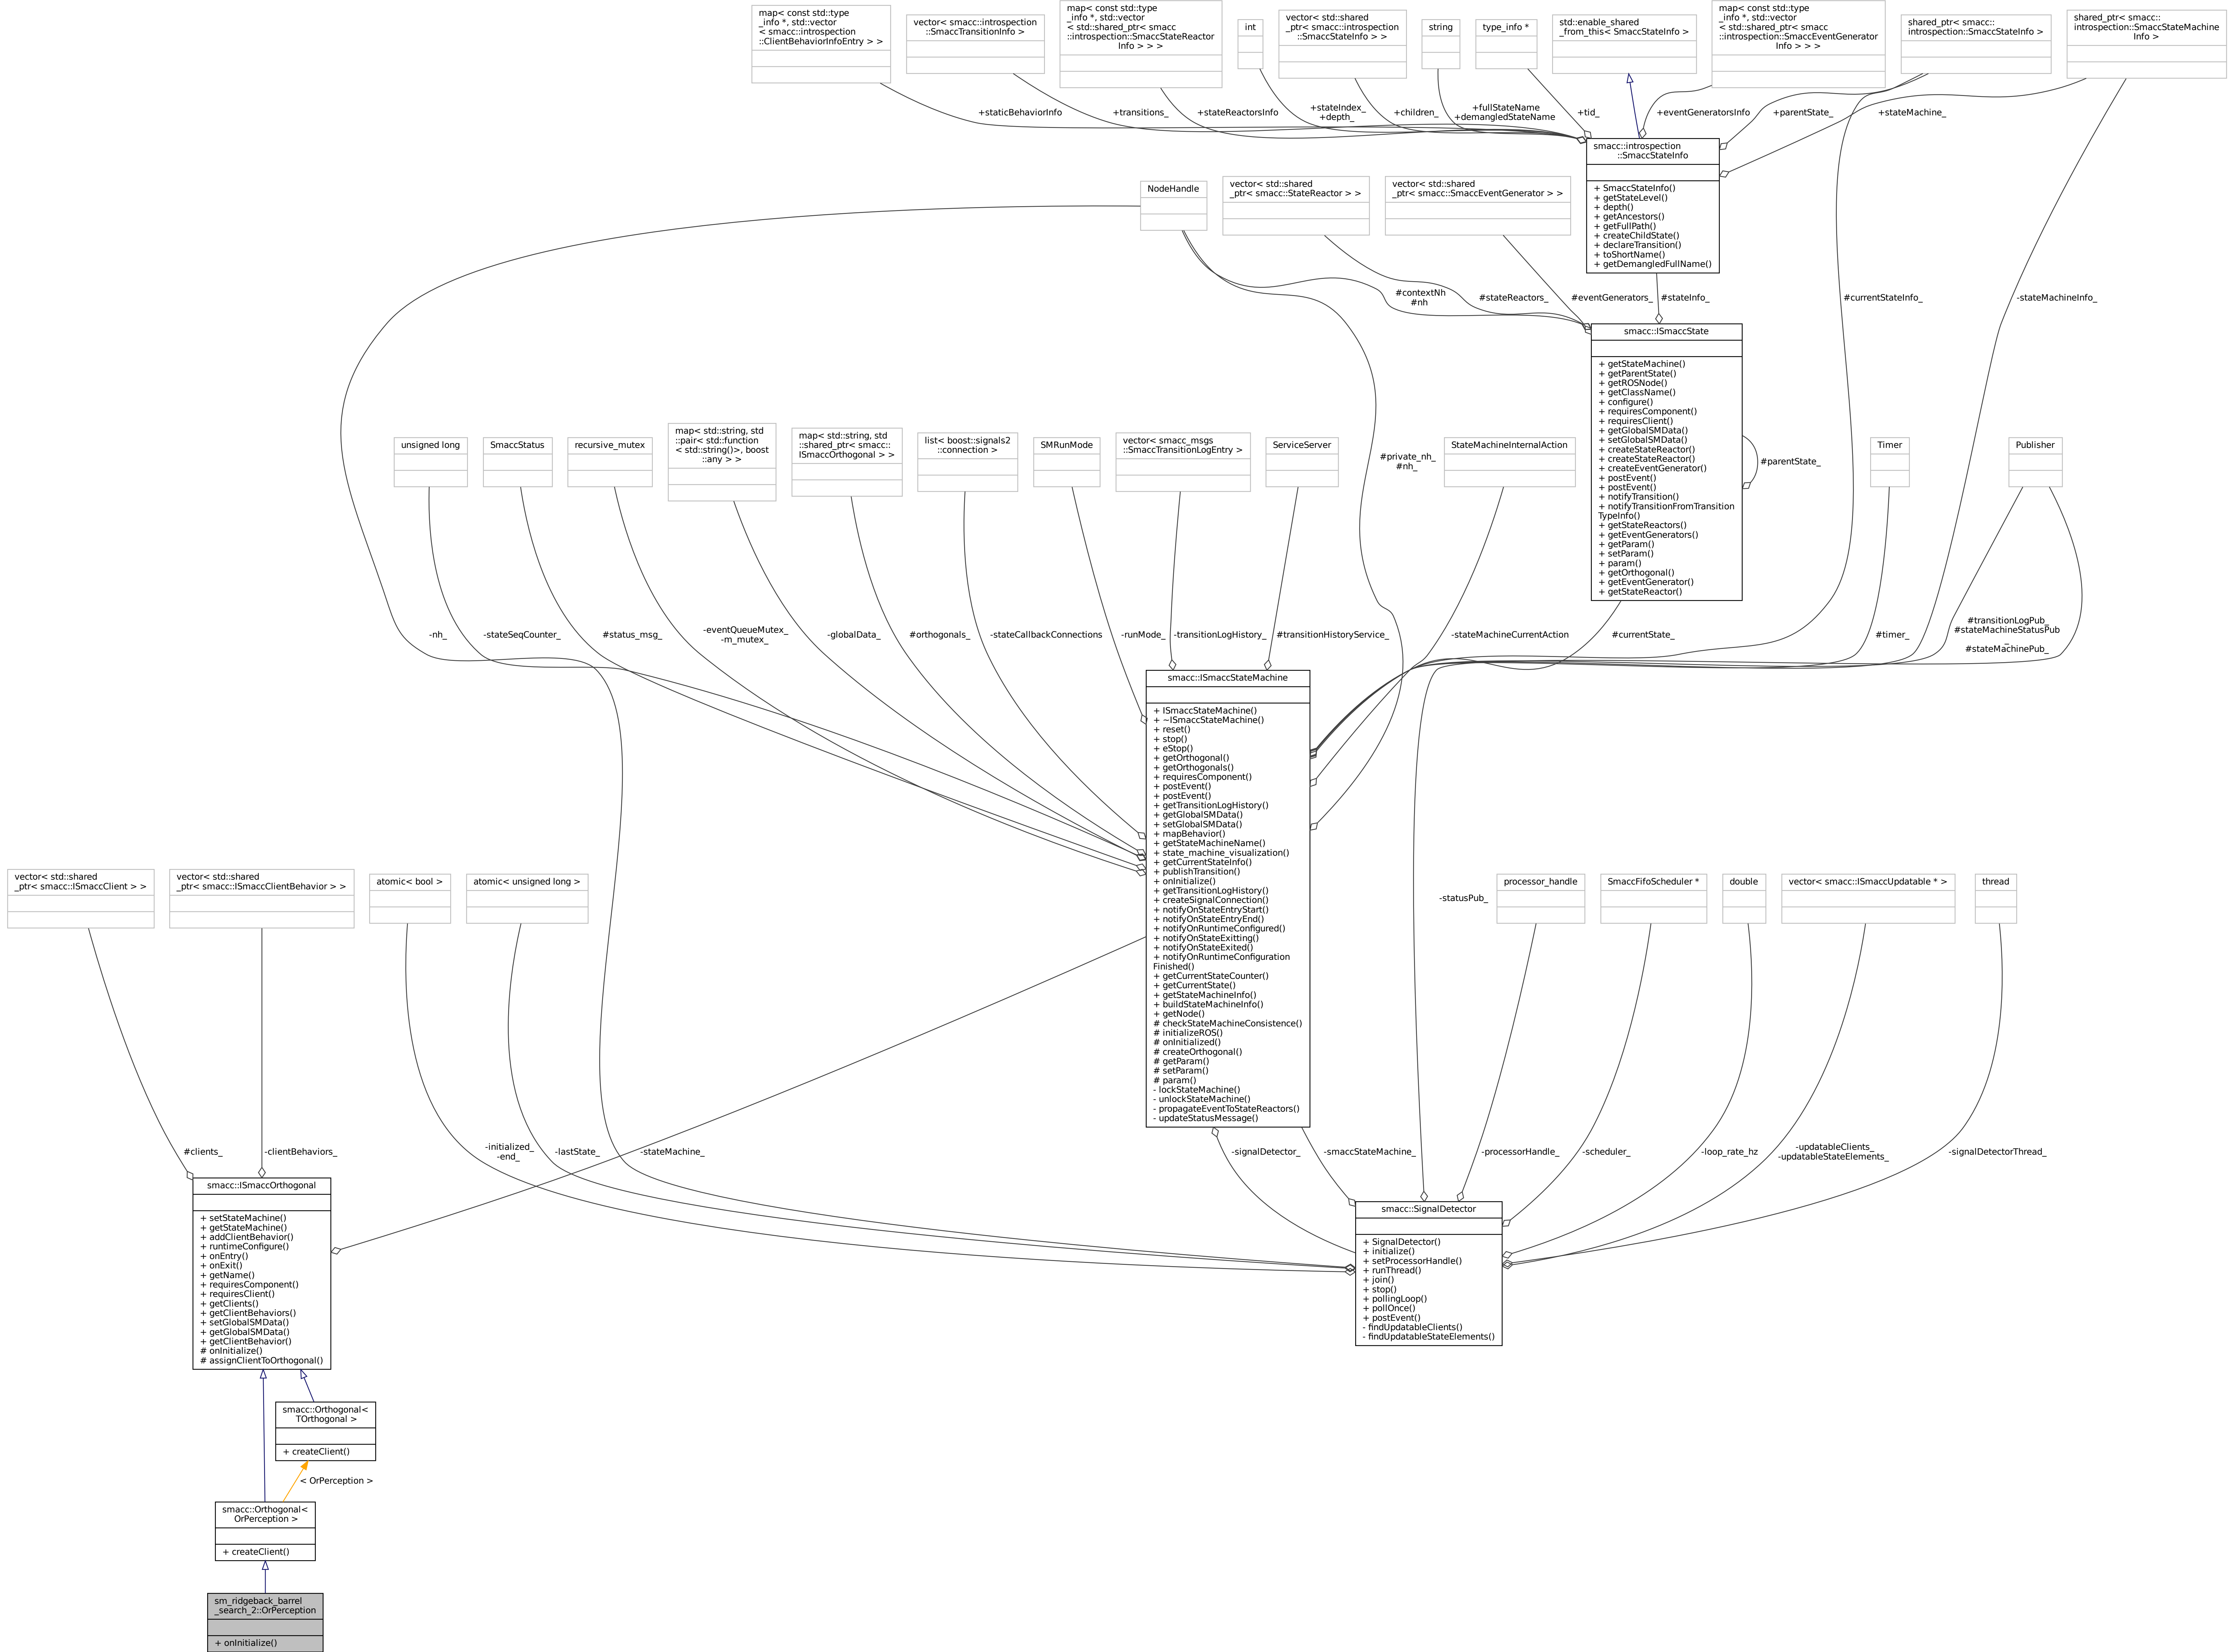 map< const std::type
_info *, std::vector
< smacc::introspection
::ClientBehaviorInfoEntry > >
vector< smacc::introspection
::SmaccTransitionInfo >
map< const std::type
_info *, std::vector
< std::shared_ptr< smacc
::introspection::SmaccStateReactor
Info > > >
int
vector< std::shared
_ptr< smacc::introspection
::SmaccStateInfo > >
string
type_info *
std::enable_shared
_from_this< SmaccStateInfo >
map< const std::type
_info *, std::vector
< std::shared_ptr< smacc
::introspection::SmaccEventGenerator
Info > > >
shared_ptr< smacc::
introspection::SmaccStateInfo >
shared_ptr< smacc::
introspection::SmaccStateMachine
Info >
+staticBehaviorInfo
+transitions_
+stateReactorsInfo
+stateIndex_
+depth_
+children_
+fullStateName
+demangledStateName
+tid_
+eventGeneratorsInfo
+parentState_
+stateMachine_
smacc::introspection
::SmaccStateInfo
+ SmaccStateInfo()
+ getStateLevel()
+ depth()
+ getAncestors()
+ getFullPath()
+ createChildState()
+ declareTransition()
+ toShortName()
+ getDemangledFullName()
NodeHandle
vector< std::shared
_ptr< smacc::StateReactor > >
vector< std::shared
_ptr< smacc::SmaccEventGenerator > >
#contextNh
#nh
#stateReactors_
#eventGenerators_
#stateInfo_
#currentStateInfo_
-stateMachineInfo_
smacc::ISmaccState
+ getStateMachine()
+ getParentState()
+ getROSNode()
+ getClassName()
+ configure()
+ requiresComponent()
+ requiresClient()
+ getGlobalSMData()
+ setGlobalSMData()
+ createStateReactor()
+ createStateReactor()
+ createEventGenerator()
+ postEvent()
+ postEvent()
+ notifyTransition()
+ notifyTransitionFromTransition
TypeInfo()
+ getStateReactors()
+ getEventGenerators()
+ getParam()
+ setParam()
+ param()
+ getOrthogonal()
+ getEventGenerator()
+ getStateReactor()
#parentState_
unsigned long
SmaccStatus
recursive_mutex
map< std::string, std
::pair< std::function
< std::string()>, boost
::any > >
map< std::string, std
::shared_ptr< smacc::
ISmaccOrthogonal > >
list< boost::signals2
::connection >
SMRunMode
vector< smacc_msgs
::SmaccTransitionLogEntry >
ServiceServer
#private_nh_
#nh_
StateMachineInternalAction
Timer
Publisher
-nh_
-stateSeqCounter_
#status_msg_
-eventQueueMutex_
-m_mutex_
-globalData_
#orthogonals_
-stateCallbackConnections
-runMode_
-transitionLogHistory_
#transitionHistoryService_
-stateMachineCurrentAction
#currentState_
#timer_
#transitionLogPub_
#stateMachineStatusPub
_
#stateMachinePub_
smacc::ISmaccStateMachine
+ ISmaccStateMachine()
+ ~ISmaccStateMachine()
+ reset()
+ stop()
+ eStop()
+ getOrthogonal()
+ getOrthogonals()
+ requiresComponent()
+ postEvent()
+ postEvent()
+ getTransitionLogHistory()
+ getGlobalSMData()
+ setGlobalSMData()
+ mapBehavior()
+ getStateMachineName()
+ state_machine_visualization()
+ getCurrentStateInfo()
+ publishTransition()
+ onInitialize()
+ getTransitionLogHistory()
+ createSignalConnection()
+ notifyOnStateEntryStart()
+ notifyOnStateEntryEnd()
+ notifyOnRuntimeConfigured()
+ notifyOnStateExitting()
+ notifyOnStateExited()
+ notifyOnRuntimeConfiguration
Finished()
+ getCurrentStateCounter()
+ getCurrentState()
+ getStateMachineInfo()
+ buildStateMachineInfo()
+ getNode()
# checkStateMachineConsistence()
# initializeROS()
# onInitialized()
# createOrthogonal()
# getParam()
# setParam()
# param()
- lockStateMachine()
- unlockStateMachine()
- propagateEventToStateReactors()
- updateStatusMessage()
vector< std::shared
_ptr< smacc::ISmaccClient > >
vector< std::shared
_ptr< smacc::ISmaccClientBehavior > >
atomic< bool >
atomic< unsigned long >
-statusPub_
processor_handle
SmaccFifoScheduler *
double
vector< smacc::ISmaccUpdatable * >
thread
#clients_
-clientBehaviors_
-initialized_
-end_
-lastState_
-stateMachine_
-signalDetector_
-smaccStateMachine_
-processorHandle_
-scheduler_
-loop_rate_hz
-updatableClients_
-updatableStateElements_
-signalDetectorThread_
smacc::ISmaccOrthogonal
+ setStateMachine()
+ getStateMachine()
+ addClientBehavior()
+ runtimeConfigure()
+ onEntry()
+ onExit()
+ getName()
+ requiresComponent()
+ requiresClient()
+ getClients()
+ getClientBehaviors()
+ setGlobalSMData()
+ getGlobalSMData()
+ getClientBehavior()
# onInitialize()
# assignClientToOrthogonal()
smacc::SignalDetector
+ SignalDetector()
+ initialize()
+ setProcessorHandle()
+ runThread()
+ join()
+ stop()
+ pollingLoop()
+ pollOnce()
+ postEvent()
- findUpdatableClients()
- findUpdatableStateElements()
smacc::Orthogonal<
TOrthogonal >
+ createClient()
< OrPerception >
smacc::Orthogonal<
OrPerception >
+ createClient()
sm_ridgeback_barrel
_search_2::OrPerception
+ onInitialize()